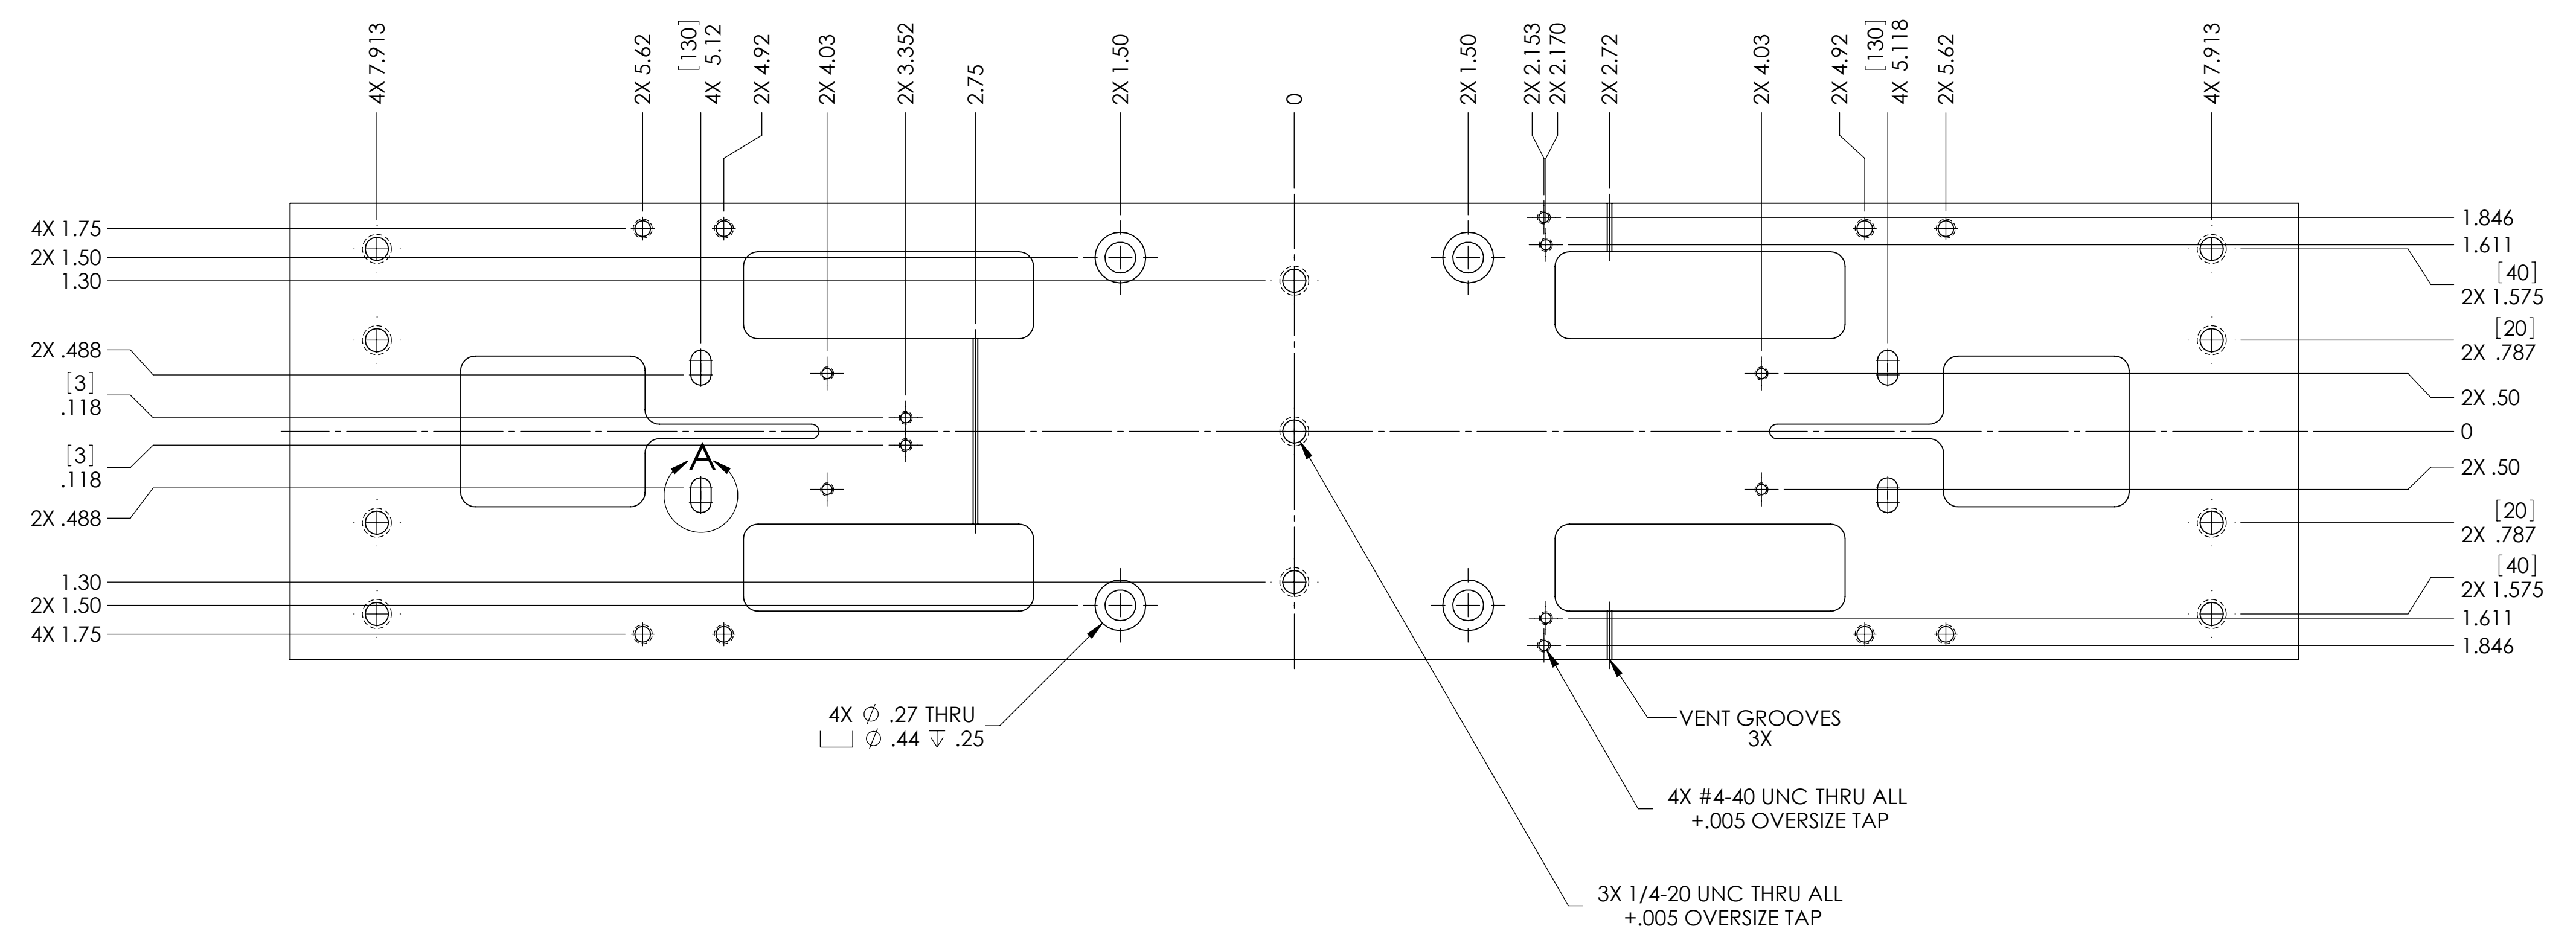 4X 7.913
2X 5.62
[130]
4X 5.12
2X 4.92
2X 4.03
2X 3.352
2.75
2X 1.50
0
2X 1.50
2X 2.153
2X 2.170
2X 2.72
2X 4.03
2X 4.92
[130]
4X 5.118
2X 5.62
4X 7.913
4X 1.75
2X 1.50
1.30
2X .488
[3]
.118
[3]
.118
2X .488
1.30
2X 1.50
4X 1.75
A
1.846
1.611
[40]
2X 1.575
[20]
2X .787
2X .50
0
2X .50
[20]
2X .787
[40]
2X 1.575
1.611
1.846
4X ⌀ .27 THRU
⌴ ⌀ .44 ↧ .25
VENT GROOVES
3X
4X #4-40 UNC THRU ALL
+.005 OVERSIZE TAP
3X 1/4-20 UNC THRU ALL
+.005 OVERSIZE TAP